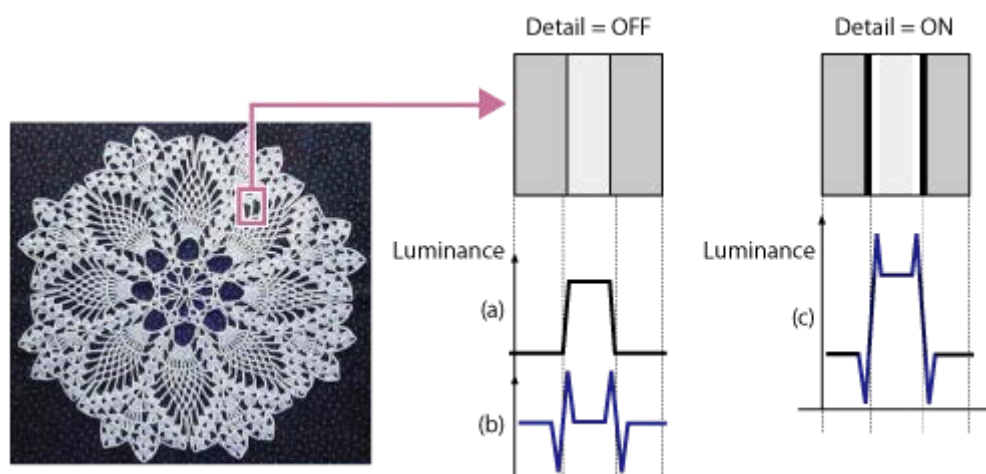 Detail = OFF
Detail = ON
Luminance
(a)
(b)
Luminance
(c)